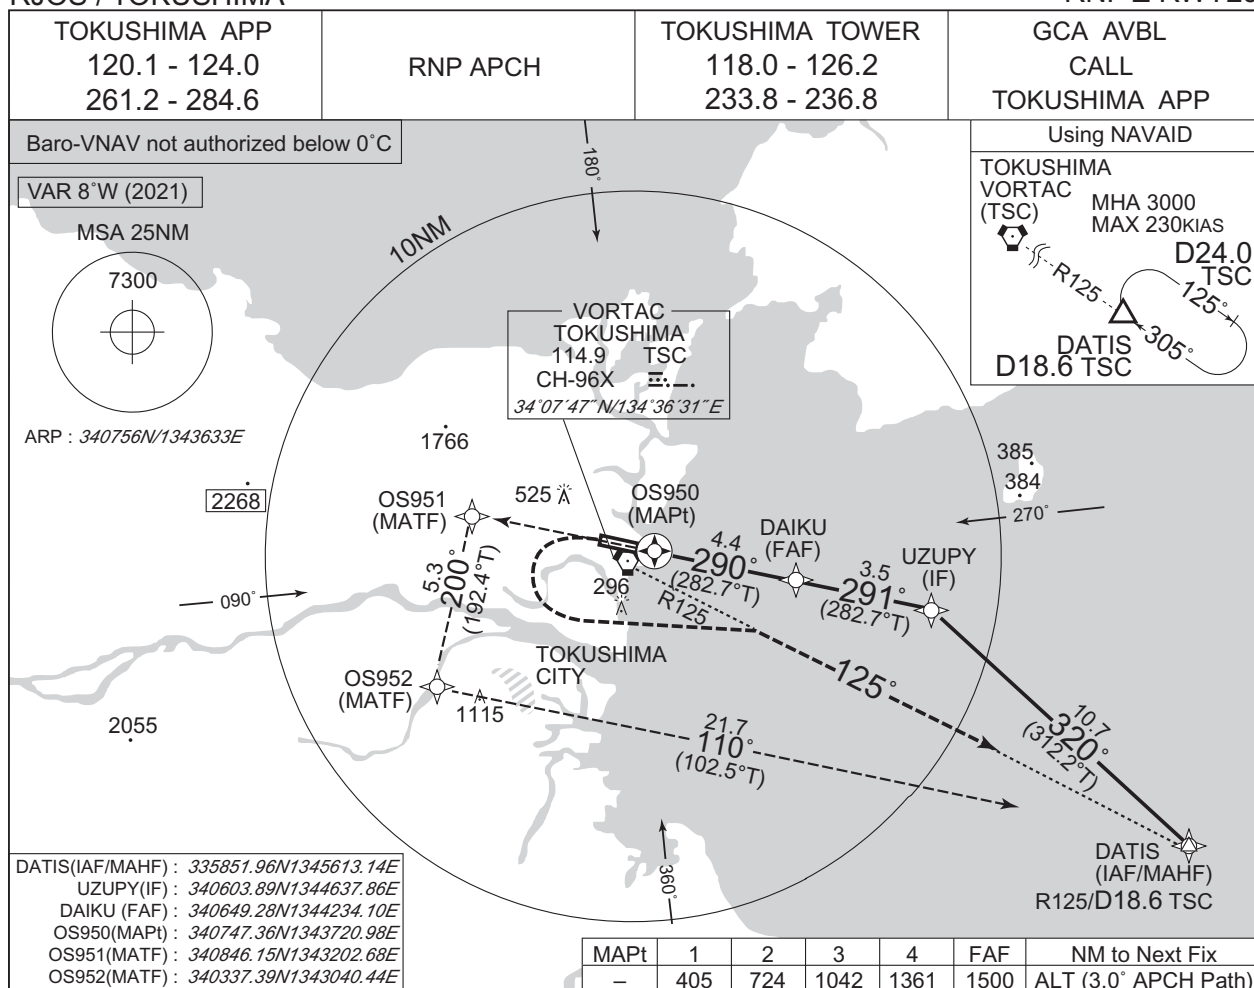 TOKUSHIMA APP
120.1 - 124.0
261.2 - 284.6
RNP APCH
TOKUSHIMA TOWER
118.0 - 126.2
233.8 - 236.8
GCA AVBL
CALL
TOKUSHIMA APP
Baro-VNAV not authorized below 0˚C
VAR 8˚W (2021)
MSA 25NM
7300
ARP : 340756N/1343633E
Using NAVAID
TOKUSHIMA
VORTAC
(TSC)
MHA 3000
MAX 230KIAS
D24.0
TSC
R125
125˚
305˚
DATIS
D18.6 TSC
180˚
10NM
VORTAC
TOKUSHIMA
114.9 TSC
CH-96X
34˚07´47˝N/134˚36´31˝E
1766
2268
525
385
384
270˚
OS951
(MATF)
OS950
(MAPt)
DAIKU
(FAF)
UZUPY
(IF)
4.4
290˚
(282.7°T)
3.5
291˚
(282.7°T)
5.3
200˚
(192.4°T)
090˚
296
R125
TOKUSHIMA
CITY
125˚
OS952
(MATF)
1115
2055
21.7
110˚
(102.5°T)
10.7
320˚
(312.2°T)
360˚
DATIS
(IAF/MAHF)
R125/D18.6 TSC
DATIS(IAF/MAHF) : 335851.96N1345613.14E
UZUPY(IF) : 340603.89N1344637.86E
DAIKU (FAF) : 340649.28N1344234.10E
OS950(MAPt) : 340747.36N1343720.98E
OS951(MATF) : 340846.15N1343202.68E
OS952(MATF) : 340337.39N1343040.44E
MAPt 1 2 3 4 FAF NM to Next Fix
– 405 724 1042 1361 1500 ALT (3.0˚ APCH Path)